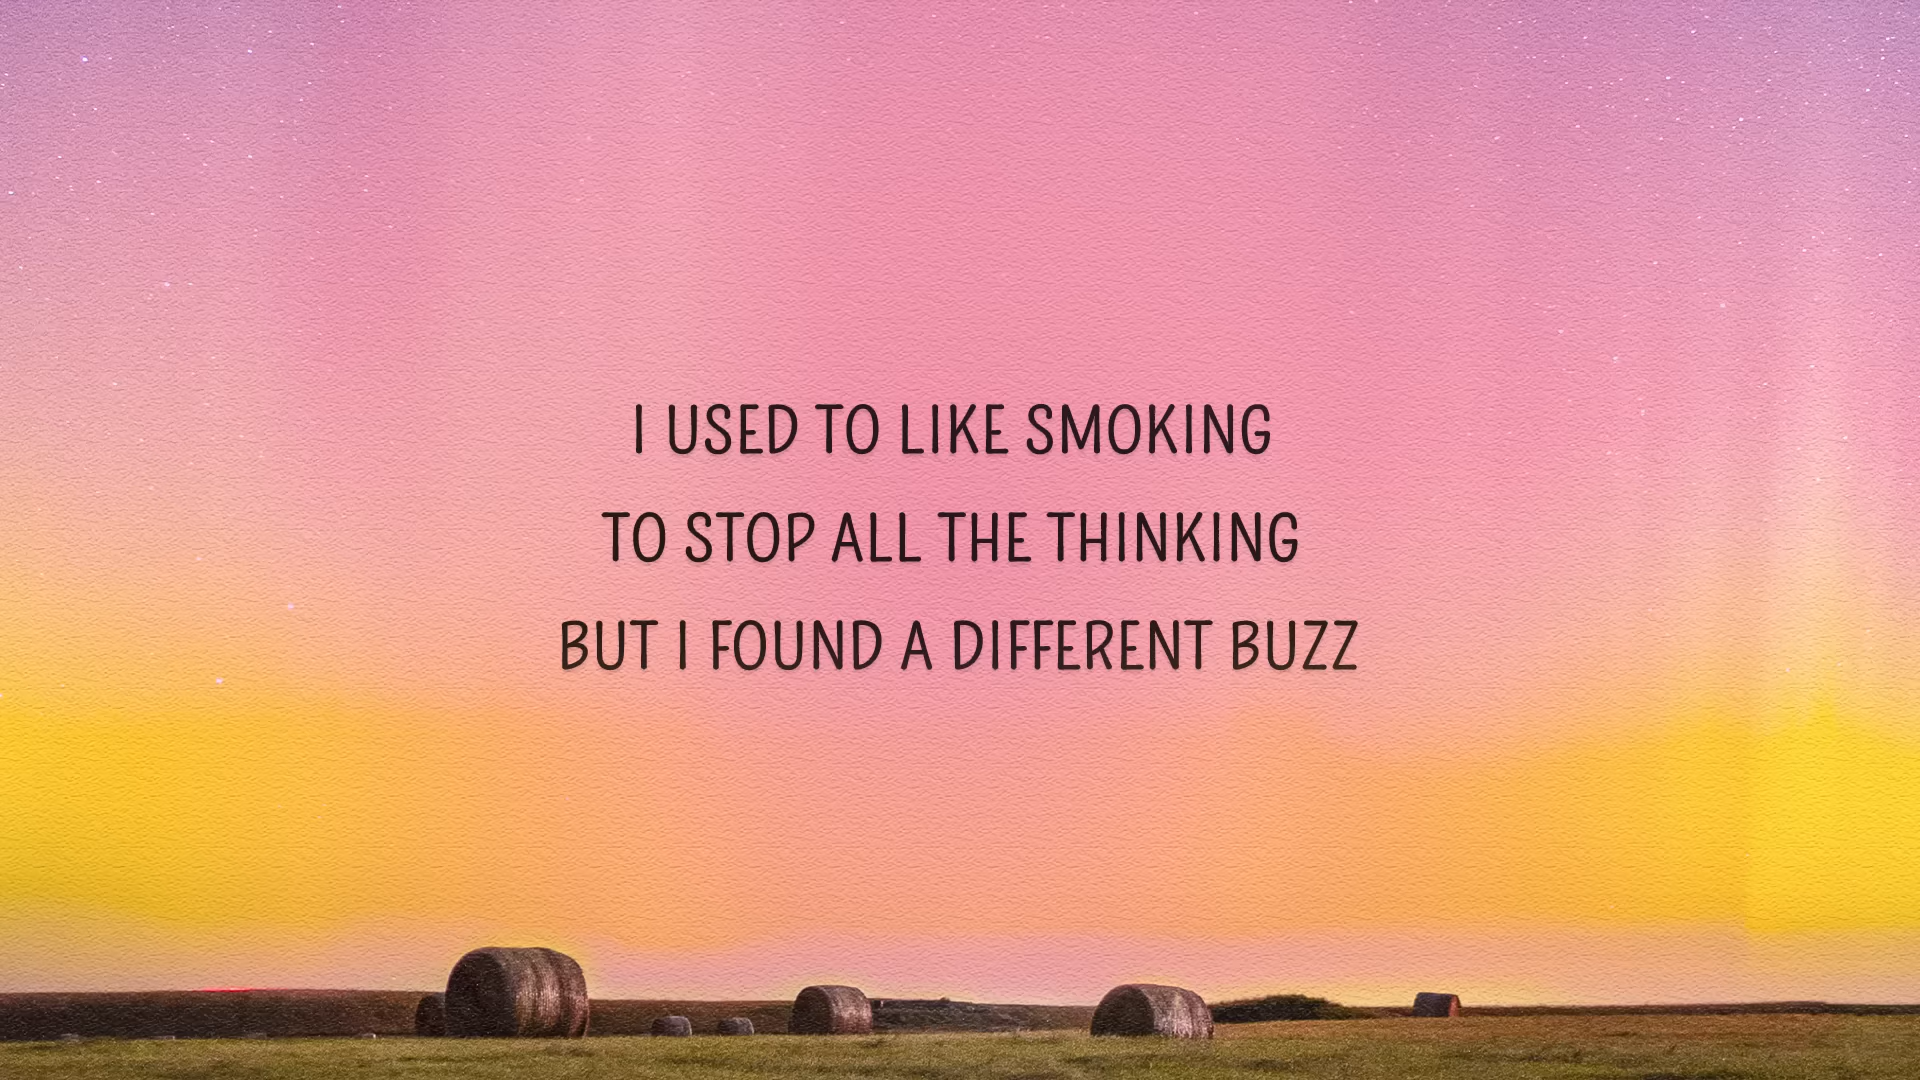 I USED TO LIKE SMOKING
TO STOP ALL THE THINKING
BUT I FOUND A DIFFERENT BUZZ